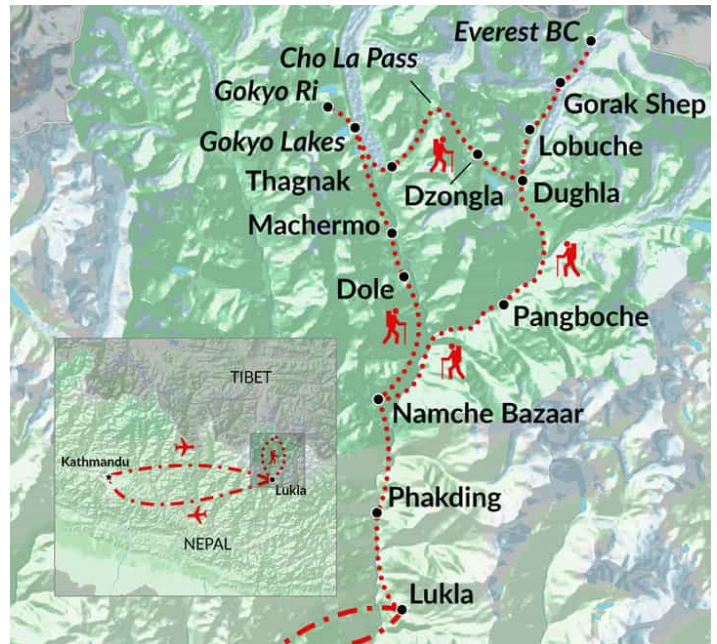 Everest BC
Cho La Pass
Gokyo Ri
Gorak Shep
Gokyo Lakes
Lobuche
Thagnak
Dzongla
Dughla
Machermo
Dole
Pangboche
TIBET
Namche Bazaar
Kathmandu
Lukla
Phakding
NEPAL
Lukla